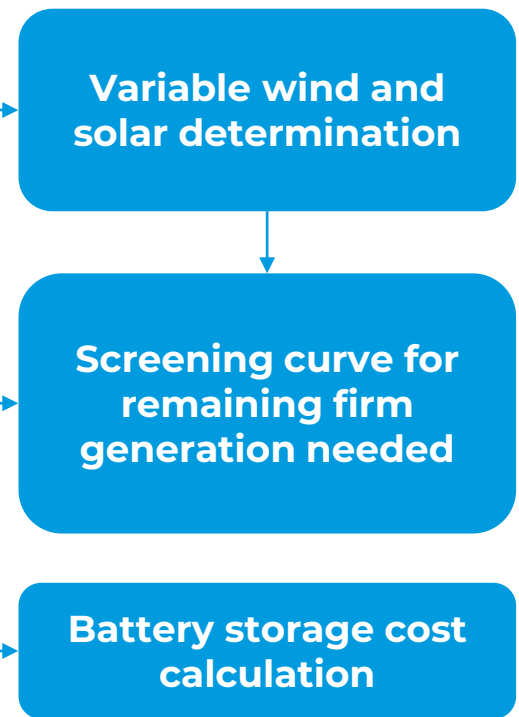 Variable wind and
solar determination
Screening curve for
remaining firm
generation needed
Battery storage cost
calculation